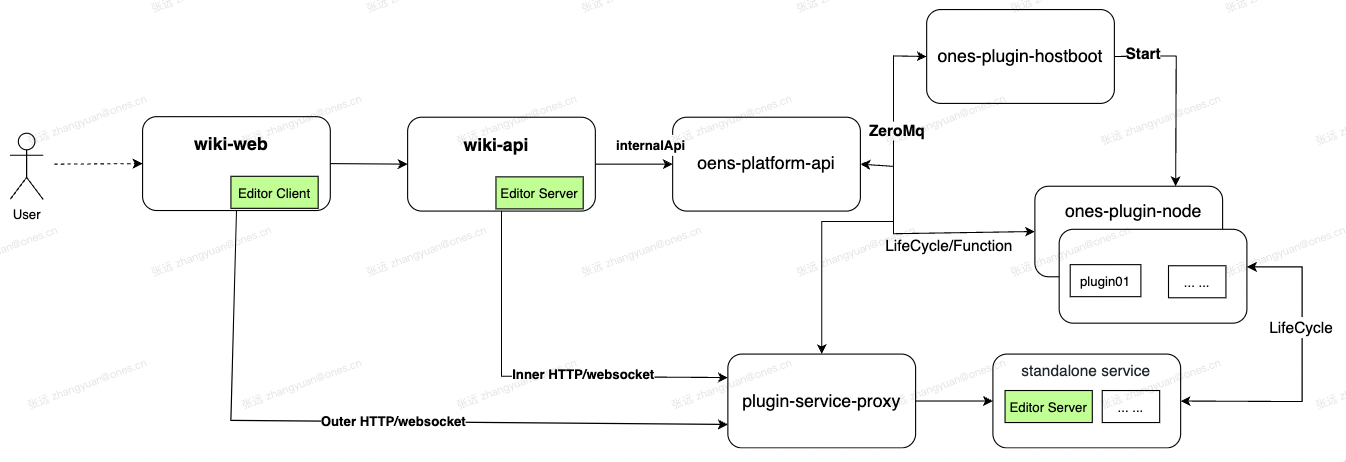 ones-plugin-hostboot
Start
ZeroMq
wiki-web
Editor Client
wiki-api
Editor Server
internalApi
oens-platform-api
User
ones-plugin-node
LifeCycle/Function
plugin01
... ...
LifeCycle
Inner HTTP/websocket
Outer HTTP/websocket
plugin-service-proxy
standalone service
Editor Server
... ...
张远 zhangyuan@ones.cn